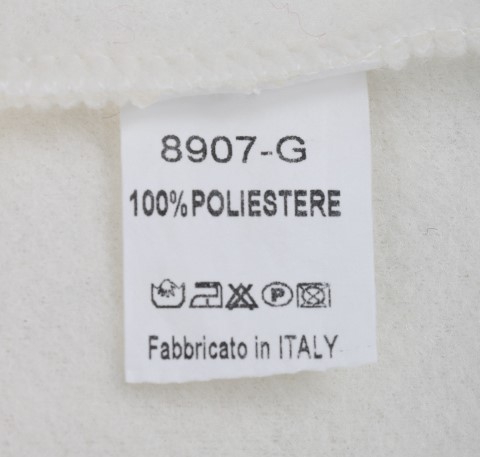 8907-G
100% POLIESTERE
P
Fabbricato in ITALY